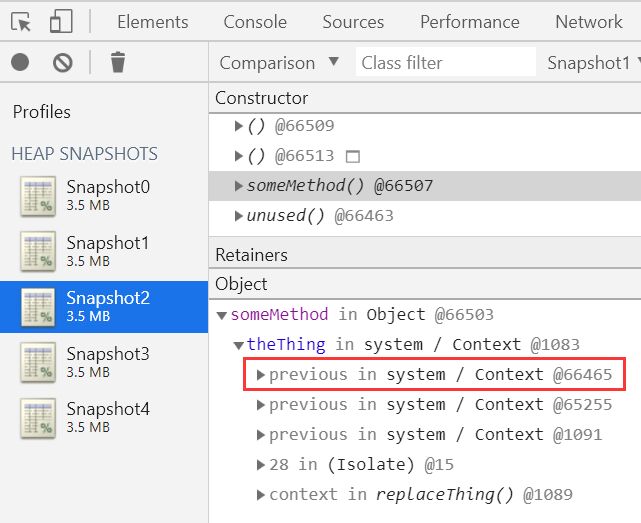 Elements Console Sources Performance Network
Comparison ▼ Class filter Snapshot1
Profiles
HEAP SNAPSHOTS
Snapshot0
3.5 MB
Snapshot1
3.5 MB
Snapshot2
3.5 MB
Snapshot3
3.5 MB
Snapshot4
3.5 MB
Constructor
▶() @66509
▶() @66513
▶someMethod() @66507
▶unused() @66463
Retainers
Object
▼someMethod in Object @66503
▼theThing in system / Context @1083
▶previous in system / Context @66465
▶previous in system / Context @65255
▶previous in system / Context @1091
▶28 in (Isolate) @15
▶context in replaceThing() @1089